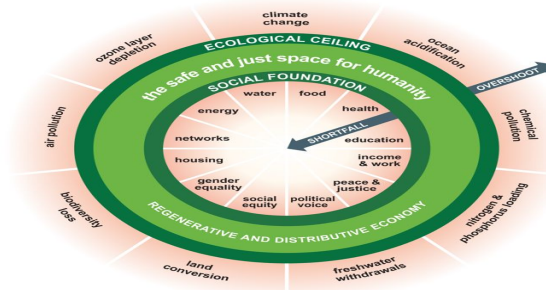 climate
change
ozone layer
depletion
ocean
acidification
ECOLOGICAL CEILING
OVERSHOOT
the safe and just space for humanity
SOCIAL FOUNDATION
water
food
energy
health
air pollution
chemical
pollution
SHORTFALL
networks
education
housing
income
& work
gender
equality
peace &
justice
social
equity
political
voice
biodiversity
loss
nitrogen &
phosphorus loading
REGENERATIVE AND DISTRIBUTIVE ECONOMY
land
conversion
freshwater
withdrawals